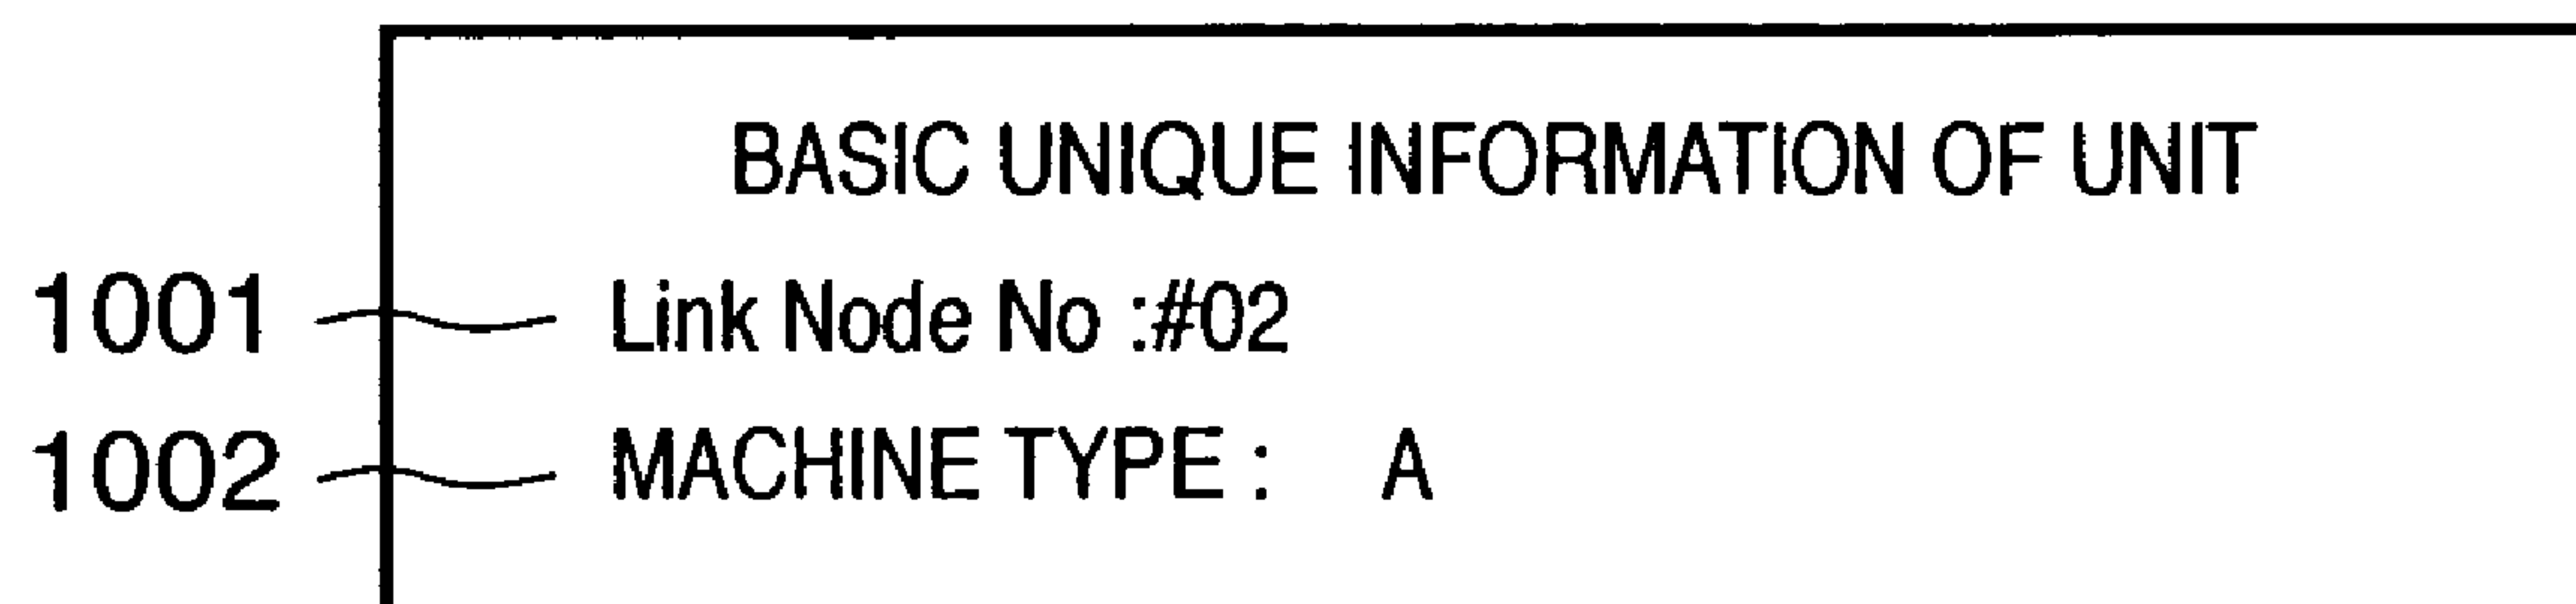 BASIC UNIQUE INFORMATION OF UNIT
1001 Link Node No :#02
1002 MACHINE TYPE : A